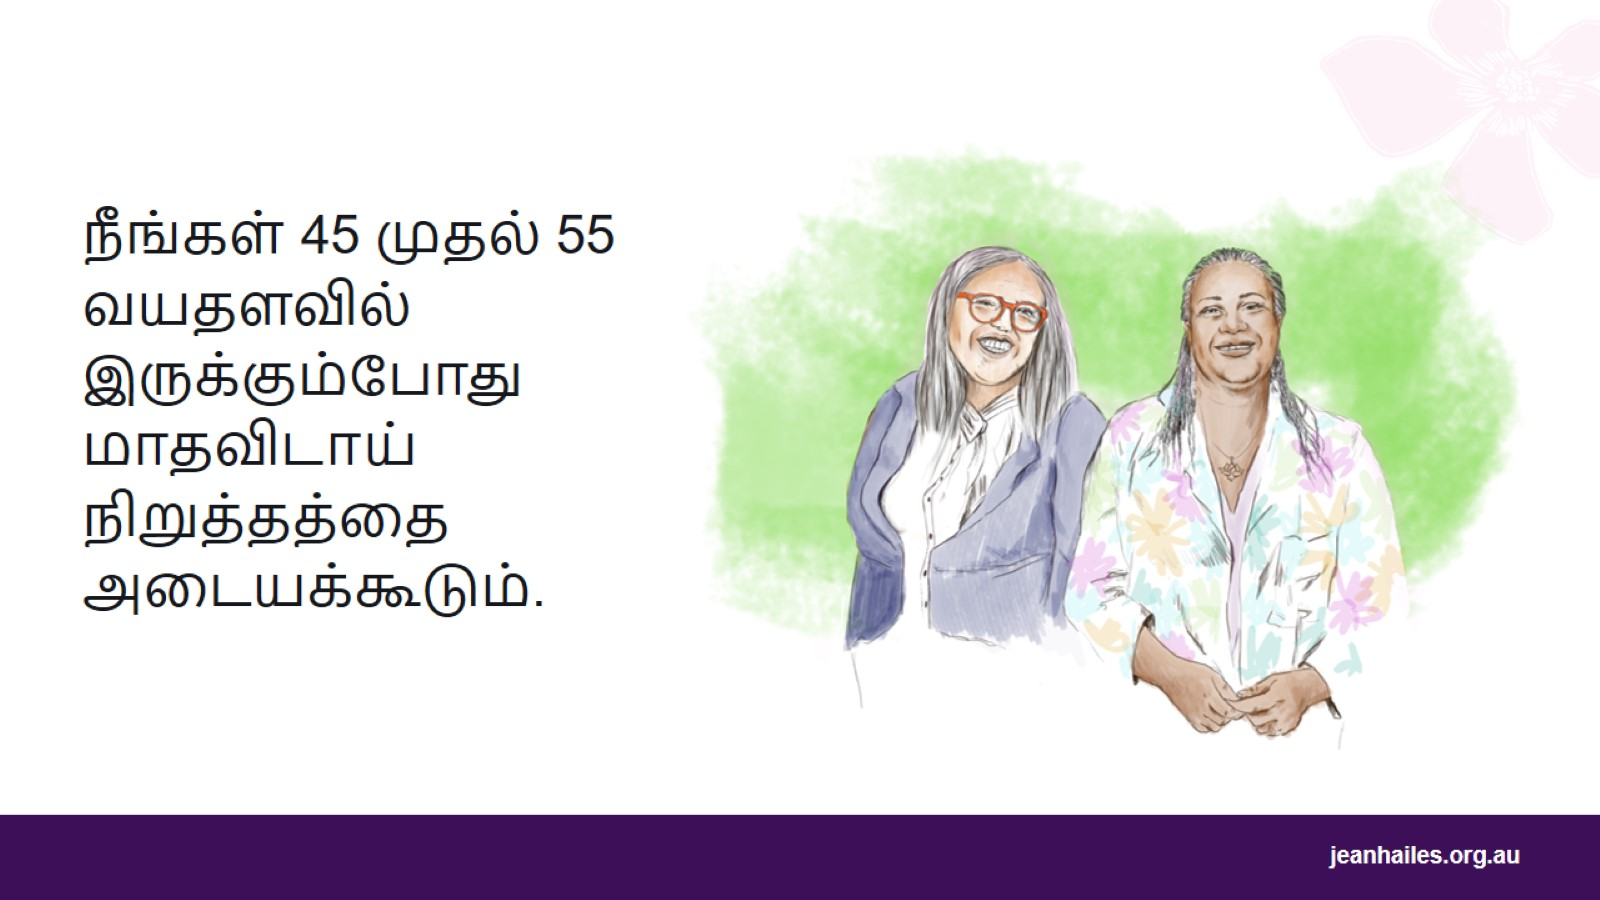 நீங்கள் 45 முதல் 55
வயதளவில்
இருக்கும்போது
மாதவிடாய்
நிறுத்தத்தை
அடையக்கூடும்.
jeanhailes.org.au